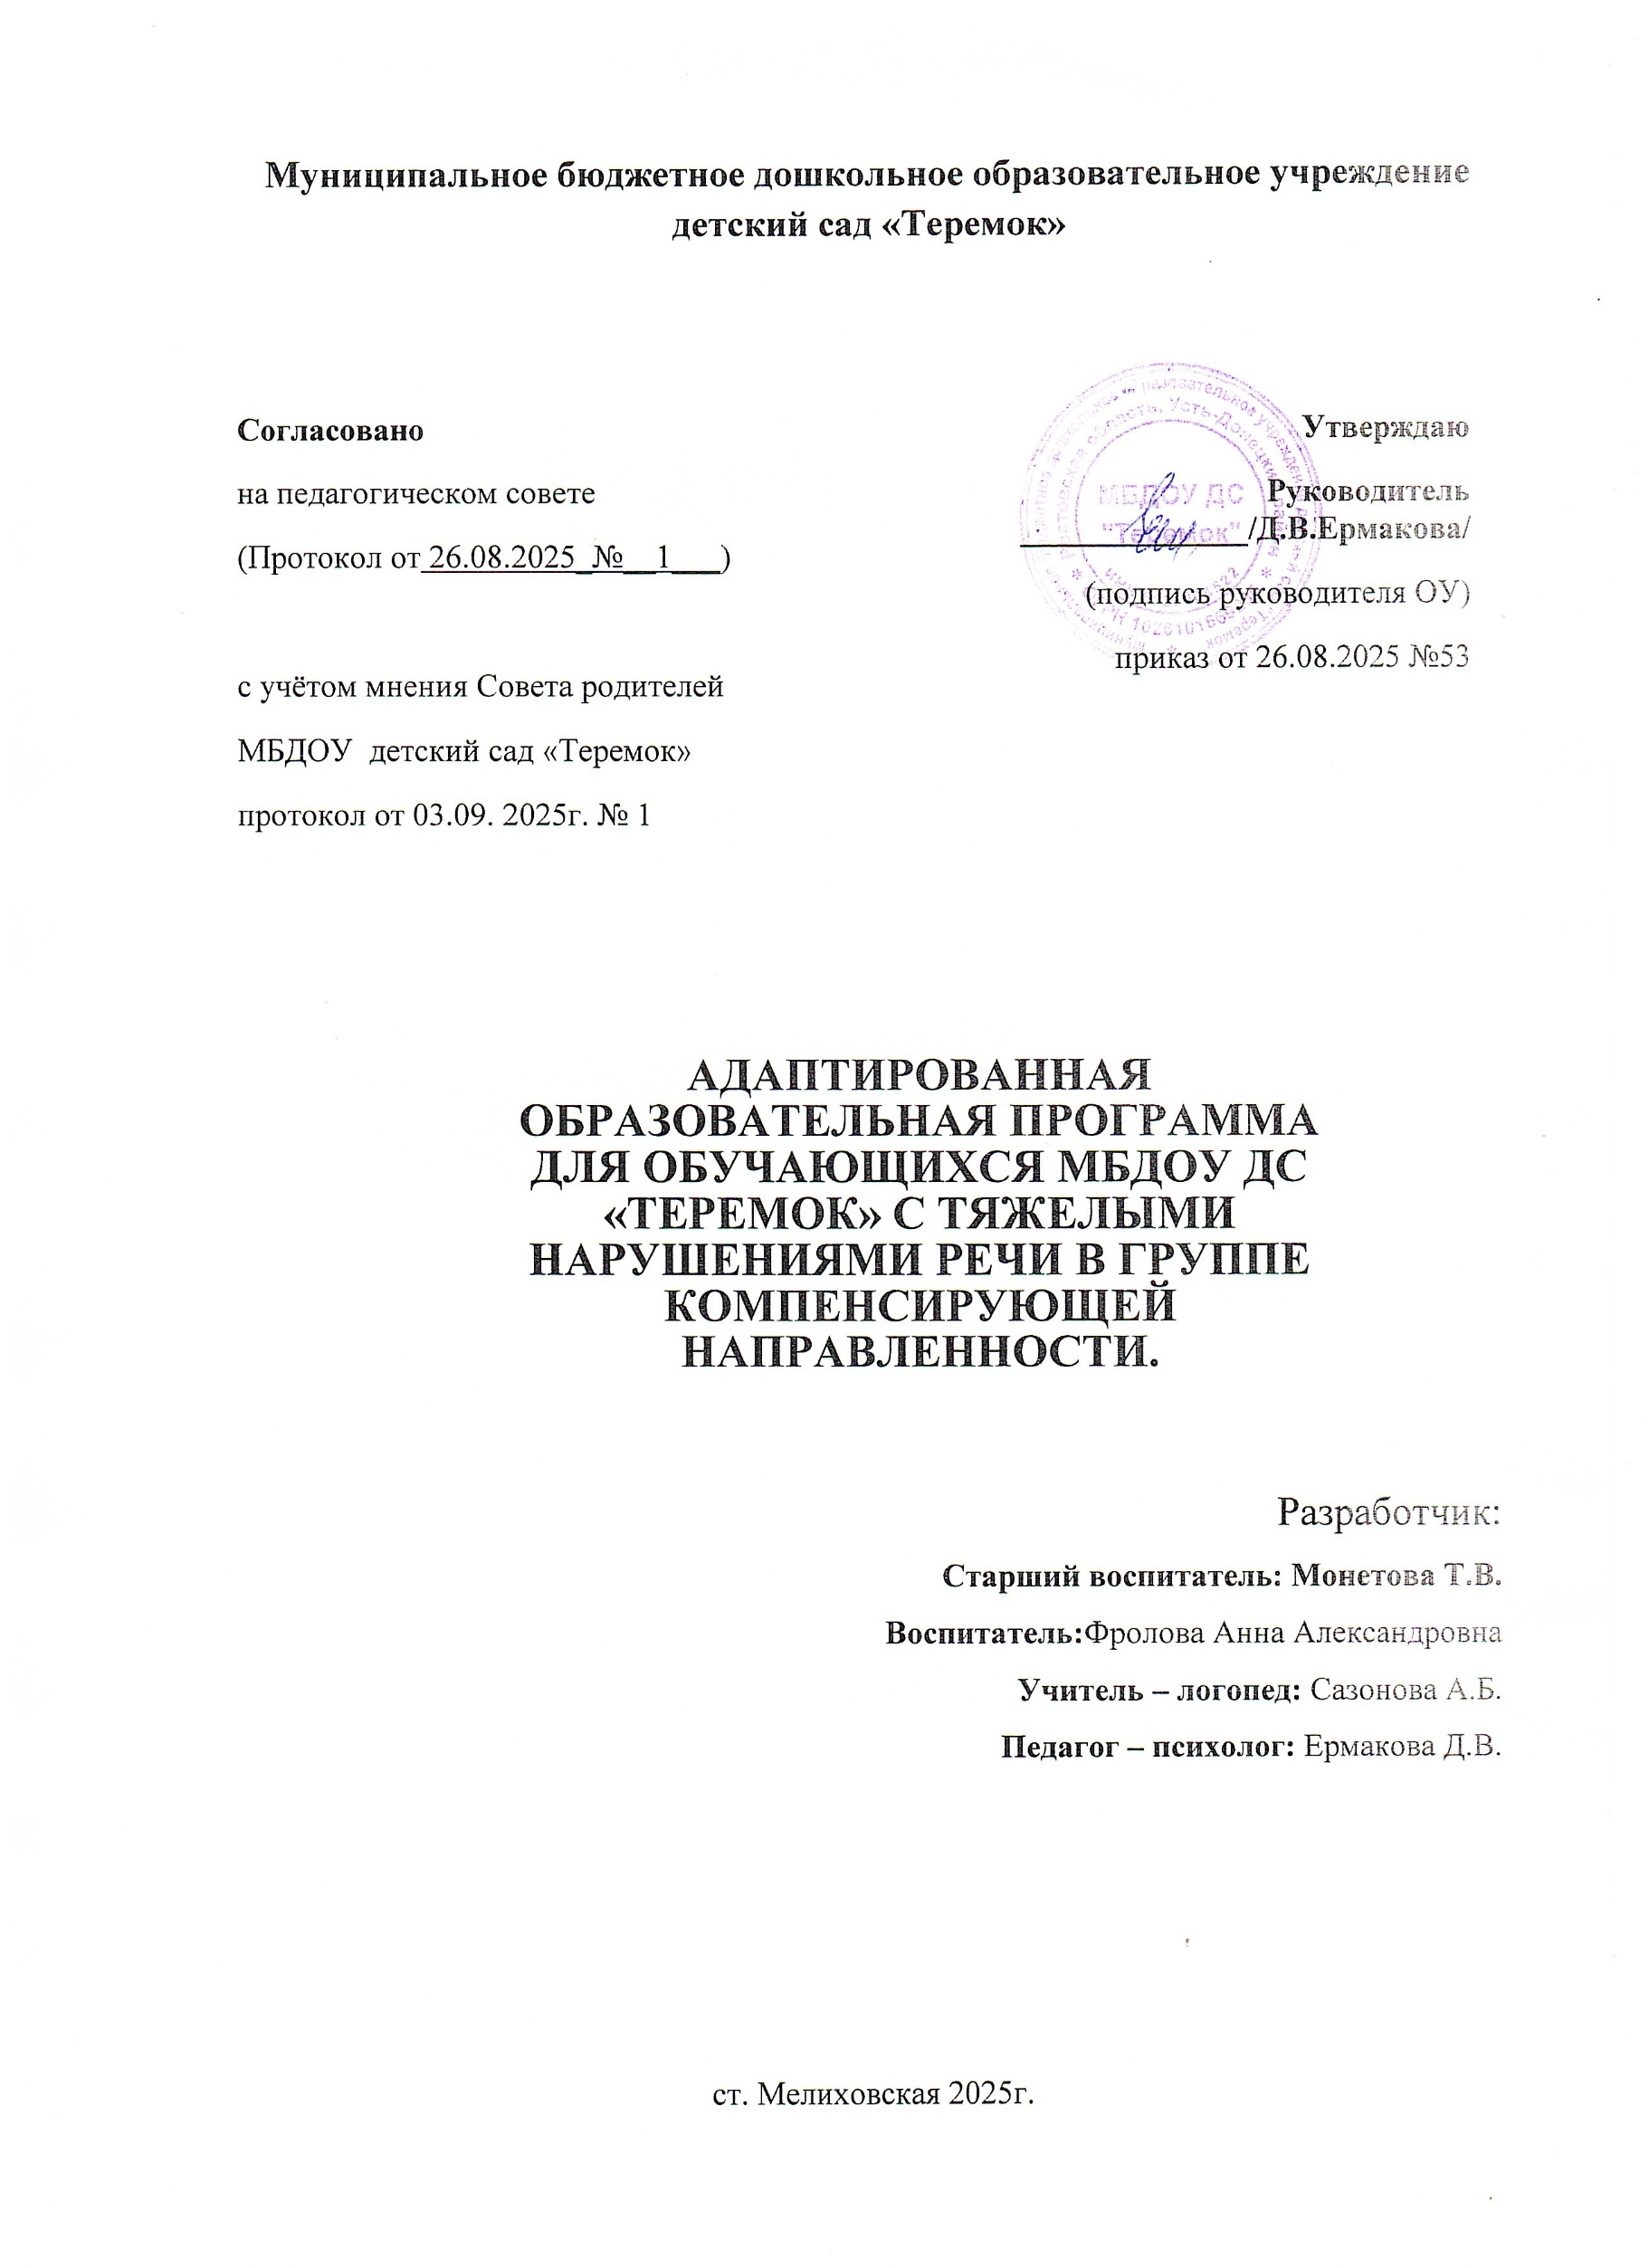 Муниципальное бюджетное дошкольное образовательное учреждение
детский сад «Теремок»
Согласовано
на педагогическом совете
(Протокол от 26.08.2025_№__1___)
с учётом мнения Совета родителей
МБДОУ детский сад «Теремок»
протокол от 03.09. 2025г. № 1
Утверждаю
Руководитель
______________/Д.В.Ермакова/
(подпись руководителя ОУ)
приказ от 26.08.2025 №53
МБДОУ ДС
"Теремок"
АДАПТИРОВАННАЯ
ОБРАЗОВАТЕЛЬНАЯ ПРОГРАММА
ДЛЯ ОБУЧАЮЩИХСЯ МБДОУ ДС
«ТЕРЕМОК» С ТЯЖЕЛЫМИ
НАРУШЕНИЯМИ РЕЧИ В ГРУППЕ
КОМПЕНСИРУЮЩЕЙ
НАПРАВЛЕННОСТИ.
Разработчик:
Старший воспитатель: Монетова Т.В.
Воспитатель:Фролова Анна Александровна
Учитель – логопед: Сазонова А.Б.
Педагог – психолог: Ермакова Д.В.
ст. Мелиховская 2025г.